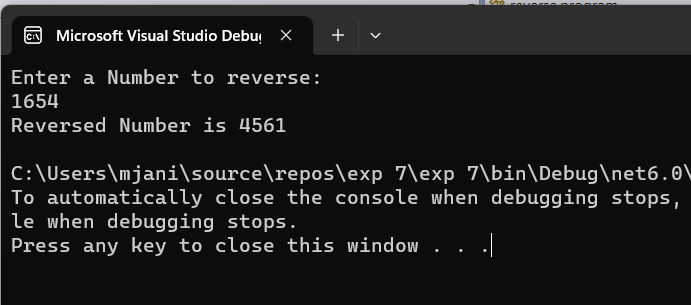 reverse program
Microsoft Visual Studio Debu
Enter a Number to reverse:
1654
Reversed Number is 4561
C:\Users\mjani\source\repos\exp 7\exp 7\bin\Debug\net6.0\
To automatically close the console when debugging stops,
le when debugging stops.
Press any key to close this window . . .